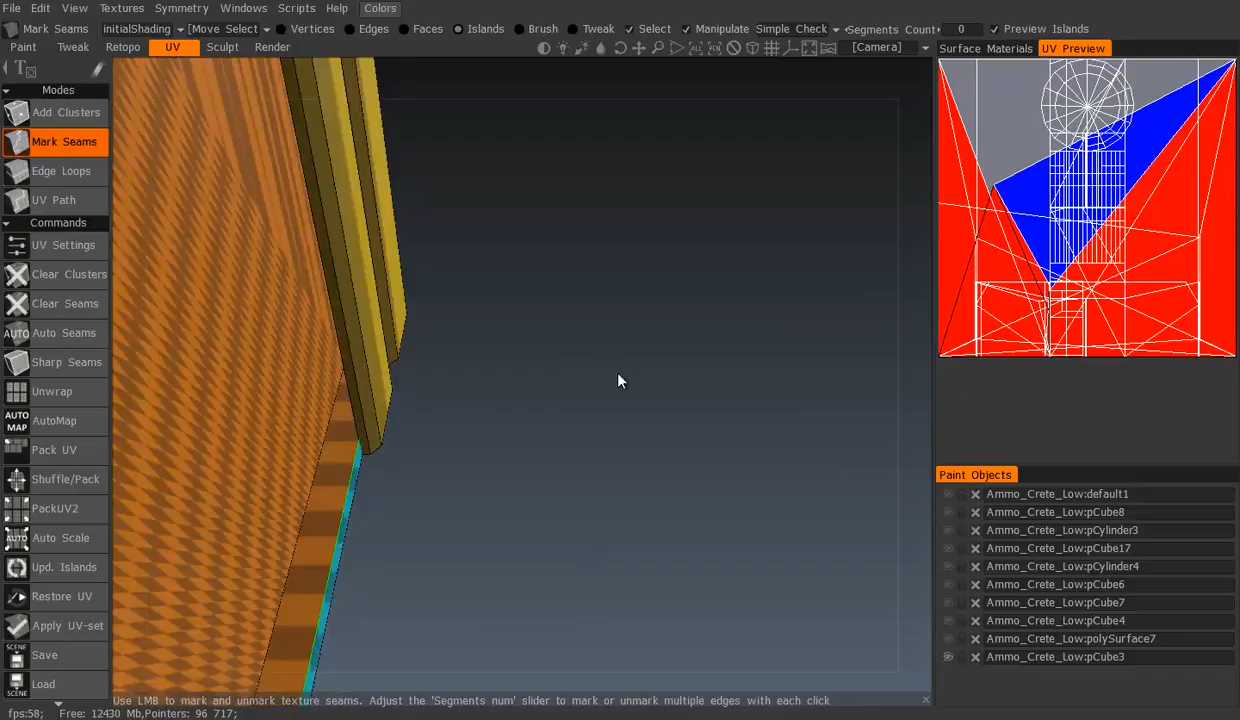 File Edit View Textures Symmetry Windows Scripts Help Colors
Mark Seams initialShading [Move Select] Vertices Edges Faces Islands Brush Tweak Select Manipulate Simple Check Segments Count 0 Preview Islands
Paint Tweak Retopo UV Sculpt Render [Camera] Surface Materials UV Preview
Modes
Add Clusters
Mark Seams
Edge Loops
UV Path
Commands
UV Settings
Clear Clusters
Clear Seams
AUTO Auto Seams
Sharp Seams
Unwrap
AUTO MAP AutoMap
Pack UV
Shuffle/Pack
PackUV2
AUTO Auto Scale
Upd. Islands
Restore UV
Apply UV-set
SCENE Save
Load
SCENE
Paint Objects
Ammo_Crete_Low:default1
Ammo_Crete_Low:pCube8
Ammo_Crete_Low:pCylinder3
Ammo_Crete_Low:pCube17
Ammo_Crete_Low:pCylinder4
Ammo_Crete_Low:pCube6
Ammo_Crete_Low:pCube7
Ammo_Crete_Low:pCube4
Ammo_Crete_Low:polySurface7
Ammo_Crete_Low:pCube3
Use LMB to mark and unmark texture seams. Adjust the 'Segments num' slider to mark or unmark multiple edges with each click
fps:58; Free: 12430 Mb,Pointers: 96 717;